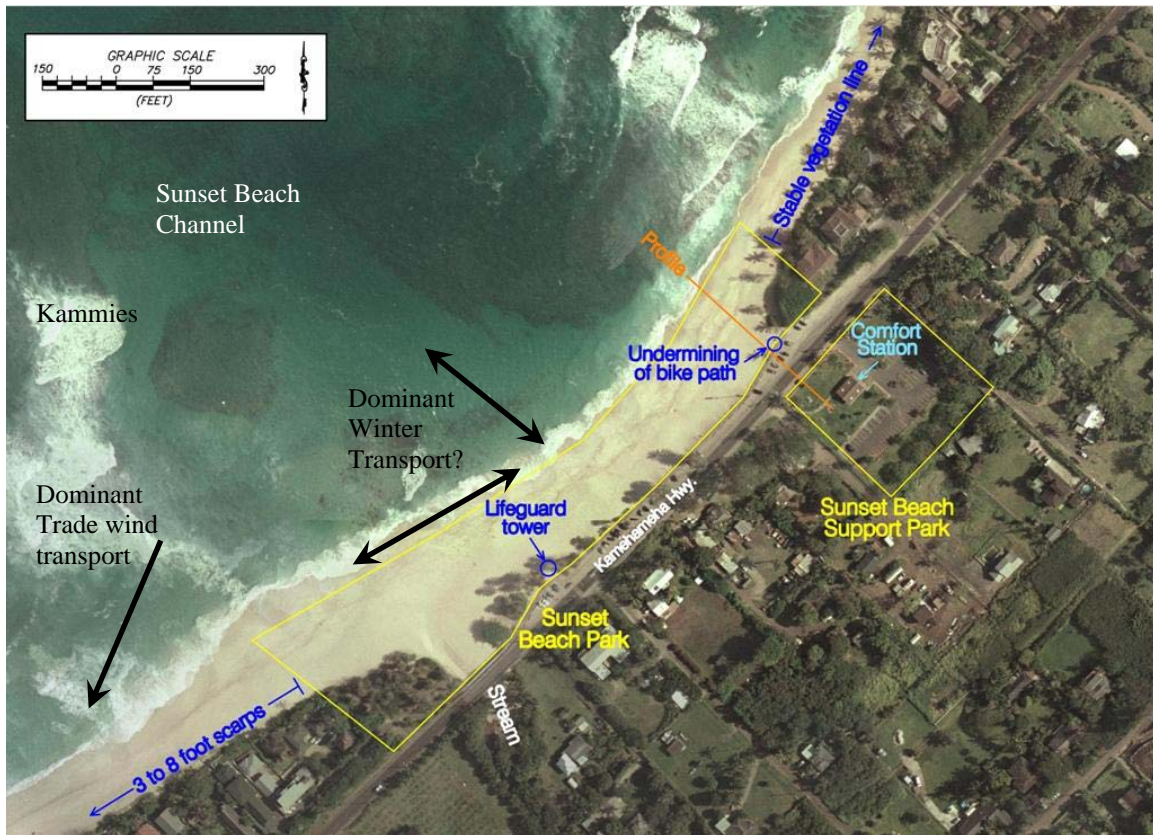 GRAPHIC SCALE
150 0 75 150 300
(FEET)
Sunset Beach
Channel
Kammies
Dominant
Winter
Transport?
Dominant
Trade wind
transport
Stable vegetation line
Profile
Undermining
of bike path
Comfort
Station
Sunset Beach
Support Park
Lifeguard
tower
Kamehameha Hwy.
Sunset
Beach Park
Stream
3 to 8 foot scarps